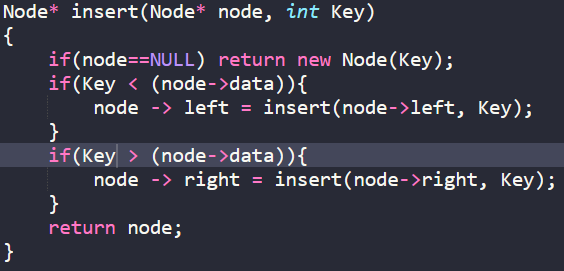 Node* insert(Node* node, int Key)
{
    if(node==NULL) return new Node(Key);
    if(Key < (node->data)){
        node -> left = insert(node->left, Key);
    }
    if(Key > (node->data)){
        node -> right = insert(node->right, Key);
    }
    return node;
}